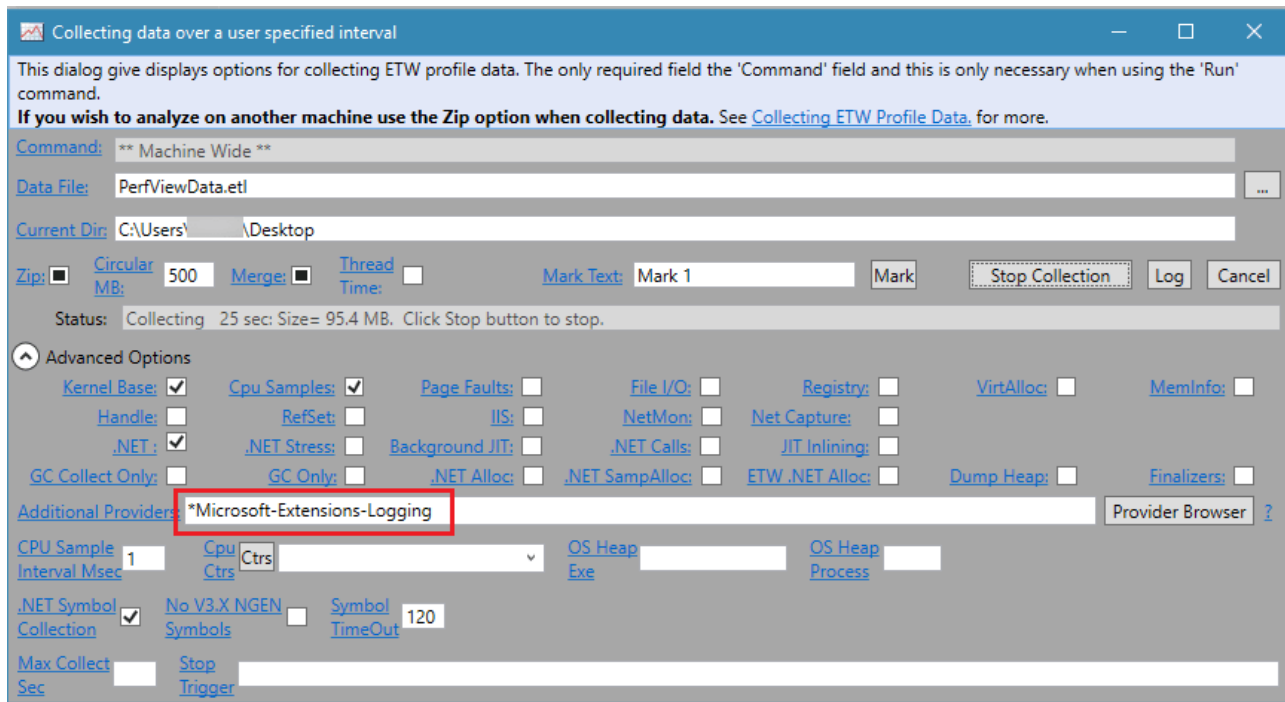 Collecting data over a user specified interval
This dialog give displays options for collecting ETW profile data. The only required field the 'Command' field and this is only necessary when using the 'Run'
command.
If you wish to analyze on another machine use the Zip option when collecting data. See Collecting ETW Profile Data. for more.
Command: ** Machine Wide **
Data File: PerfViewData.etl ...
Current Dir: C:\Users\ \Desktop
Zip: Circular MB: 500 Merge: Thread Time: Mark Text: Mark 1 Mark Stop Collection Log Cancel
Status: Collecting 25 sec: Size= 95.4 MB. Click Stop button to stop.
Advanced Options
Kernel Base: Cpu Samples: Page Faults: File I/O: Registry: VirtAlloc: MemInfo:
Handle: RefSet: IIS: NetMon: Net Capture:
.NET : .NET Stress: Background JIT: .NET Calls: JIT Inlining:
GC Collect Only: GC Only: .NET Alloc: .NET SampAlloc: ETW .NET Alloc: Dump Heap: Finalizers:
Additional Providers: *Microsoft-Extensions-Logging Provider Browser ?
CPU Sample Interval Msec 1 Cpu Ctrs Ctrs OS Heap Exe OS Heap Process
.NET Symbol Collection No V3.X NGEN Symbols Symbol TimeOut 120
Max Collect Sec Stop Trigger